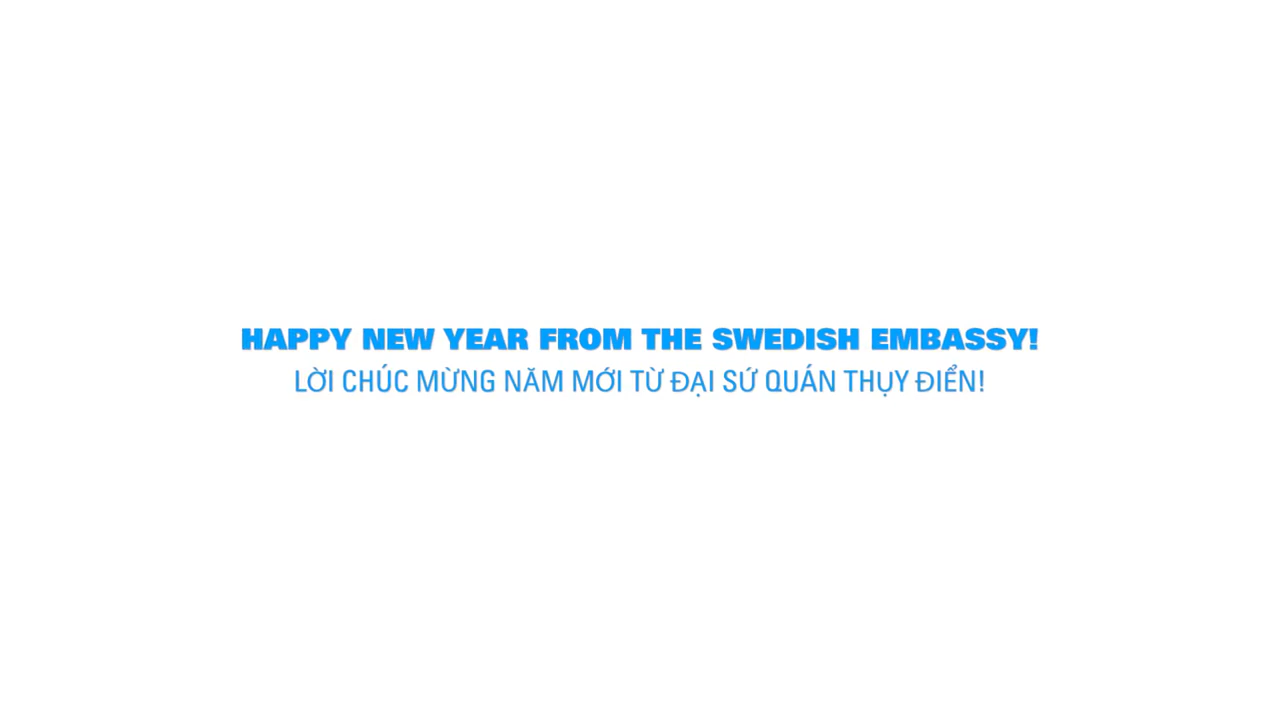 HAPPY NEW YEAR FROM THE SWEDISH EMBASSY!
LỜI CHÚC MỪNG NĂM MỚI TỪ ĐẠI SỨ QUÁN THỤY ĐIỂN!